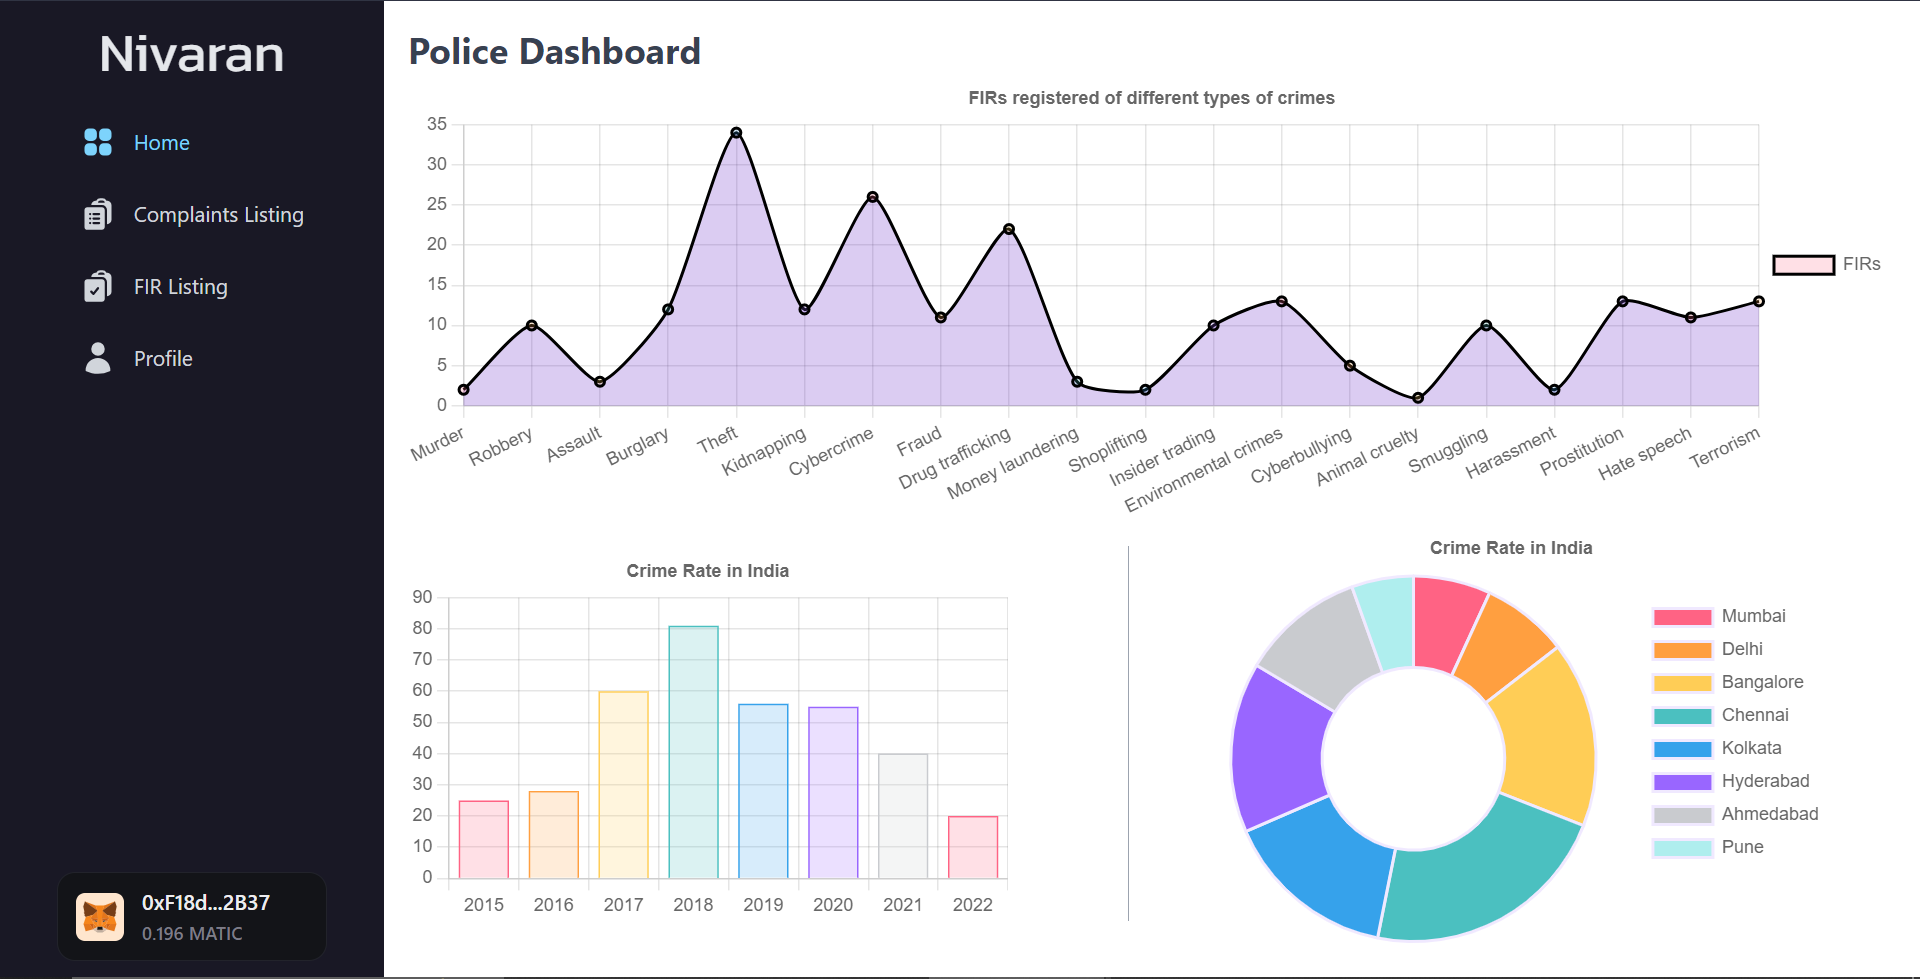 Nivaran
Home
Complaints Listing
FIR Listing
Profile
0xF18d...2B37
0.196 MATIC
Police Dashboard
FIRs registered of different types of crimes
35
30
25
20
15
10
5
0
Murder
Robbery
Assault
Burglary
Theft
Kidnapping
Cybercrime
Fraud
Drug trafficking
Money laundering
Shoplifting
Insider trading
Environmental crimes
Cyberbullying
Animal cruelty
Smuggling
Harassment
Prostitution
Hate speech
Terrorism
FIRs
Crime Rate in India
90
80
70
60
50
40
30
20
10
0
2015 2016 2017 2018 2019 2020 2021 2022
Crime Rate in India
Mumbai
Delhi
Bangalore
Chennai
Kolkata
Hyderabad
Ahmedabad
Pune